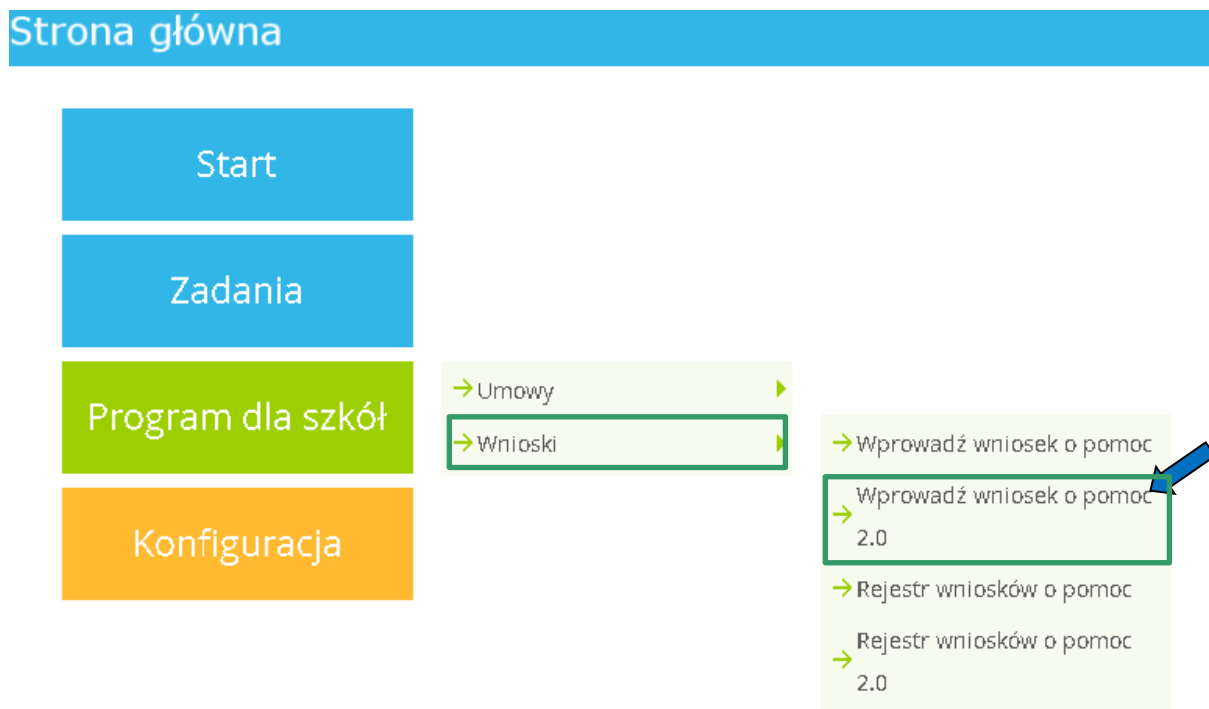 Strona główna
Start
Zadania
Program dla szkół
Konfiguracja
Umowy
Wnioski
Wprowadź wniosek o pomoc
Wprowadź wniosek o pomoc
2.0
Rejestr wniosków o pomoc
Rejestr wniosków o pomoc
2.0